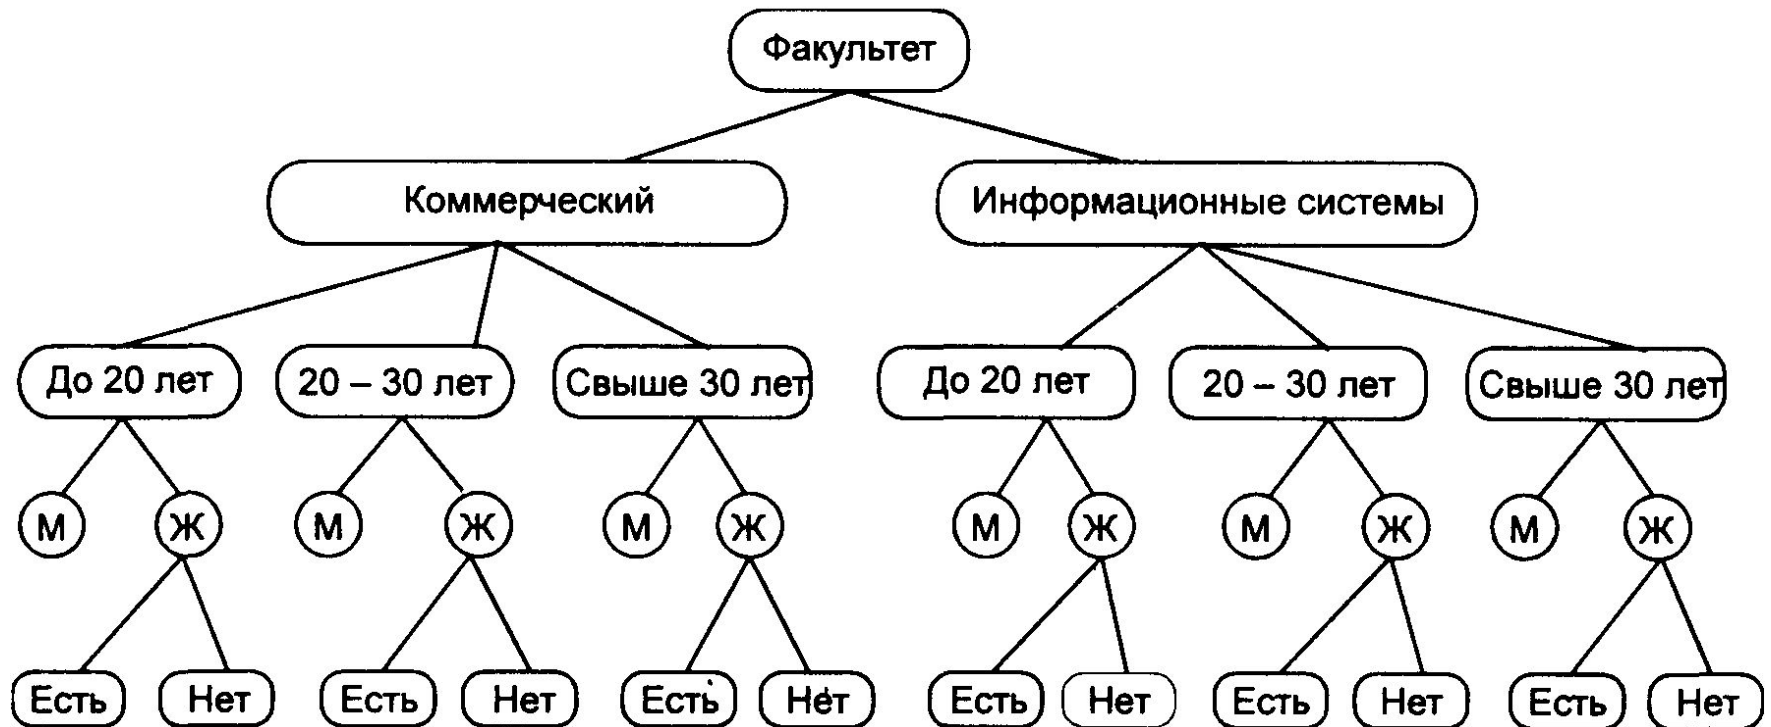 Факультет
Коммерческий Информационные системы
До 20 лет 20 – 30 лет Свыше 30 лет До 20 лет 20 – 30 лет Свыше 30 лет
М Ж М Ж М Ж М Ж М Ж М Ж
Есть Нет Есть Нет Есть Нет Есть Нет Есть Нет Есть Нет